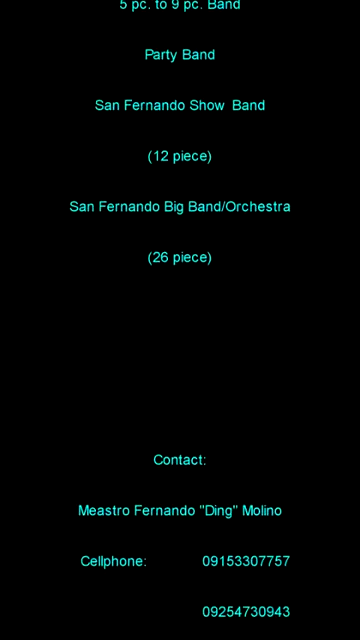 5 pc. to 9 pc. Band
Party Band
San Fernando Show  Band
(12 piece)
San Fernando Big Band/Orchestra
(26 piece)
Contact:
Meastro Fernando "Ding" Molino
Cellphone: 09153307757
09254730943